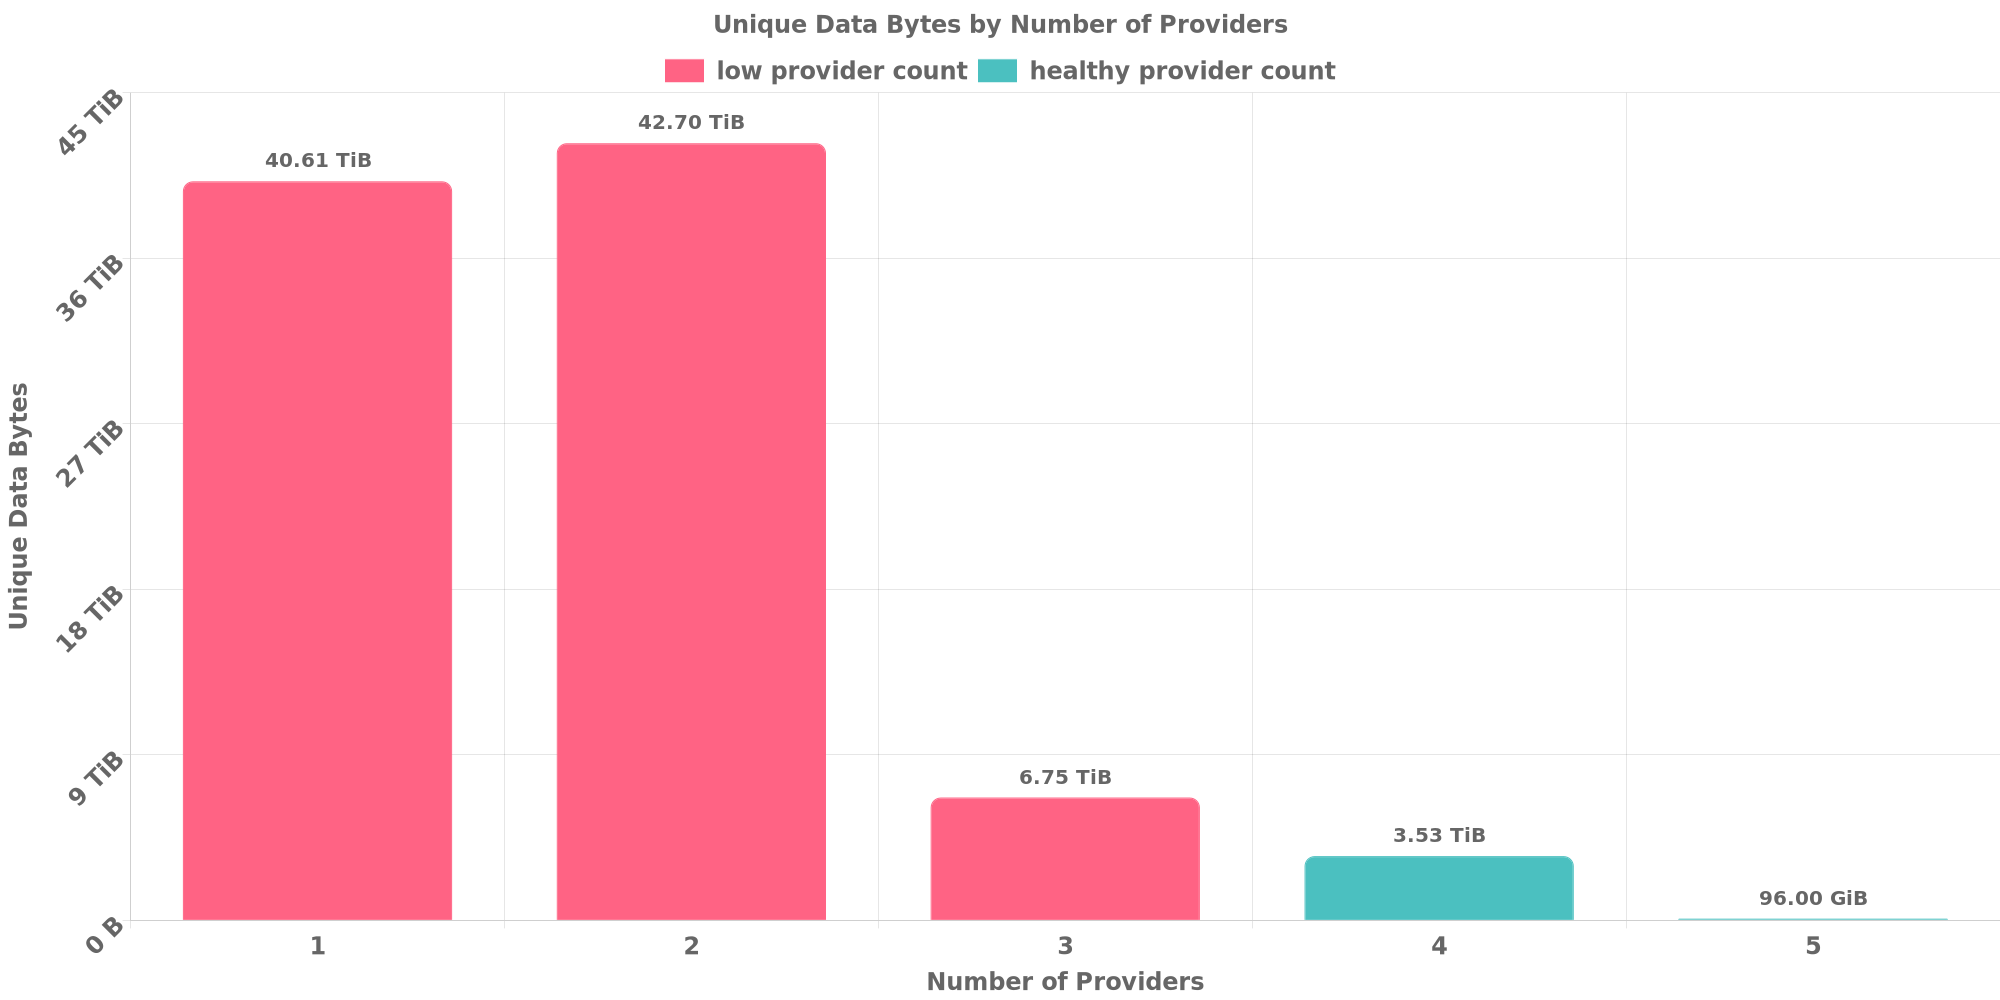 Unique Data Bytes by Number of Providers
low provider count
healthy provider count
45 TiB
36 TiB
27 TiB
18 TiB
9 TiB
0 B
Unique Data Bytes
40.61 TiB
42.70 TiB
6.75 TiB
3.53 TiB
96.00 GiB
1
2
3
4
5
Number of Providers